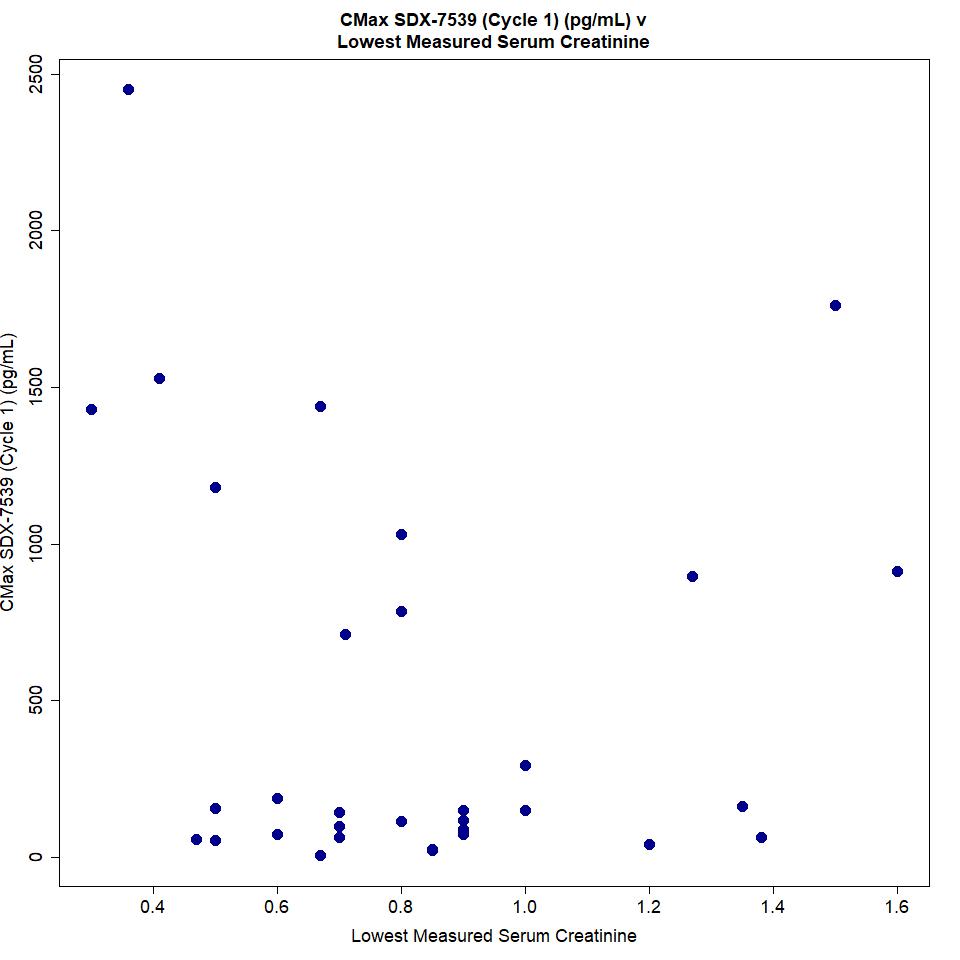 CMax SDX-7539 (Cycle 1) (pg/mL) v
Lowest Measured Serum Creatinine
CMax SDX-7539 (Cycle 1) (pg/mL)
2500
2000
1500
1000
500
0
0.4 0.6 0.8 1.0 1.2 1.4 1.6
Lowest Measured Serum Creatinine